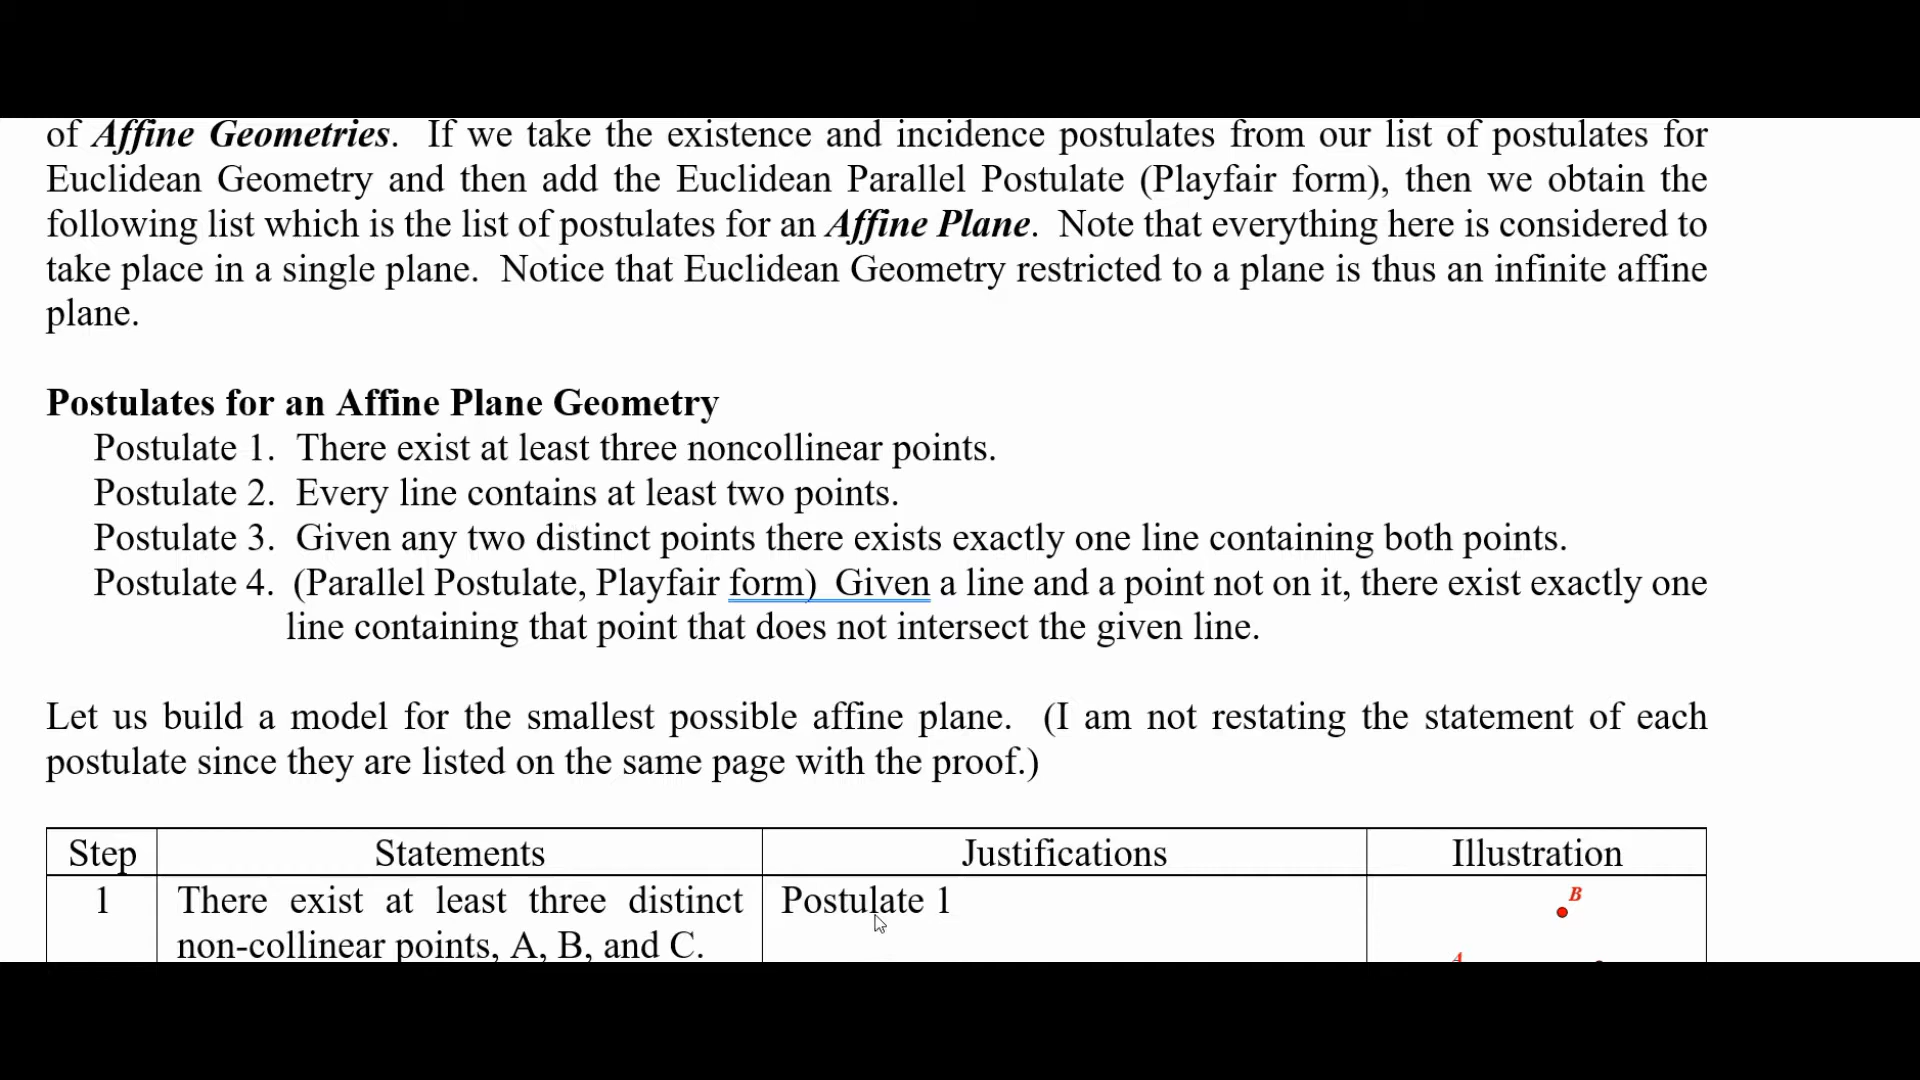 of Affine Geometries. If we take the existence and incidence postulates from our list of postulates for
Euclidean Geometry and then add the Euclidean Parallel Postulate (Playfair form), then we obtain the
following list which is the list of postulates for an Affine Plane. Note that everything here is considered to
take place in a single plane. Notice that Euclidean Geometry restricted to a plane is thus an infinite affine
plane.
Postulates for an Affine Plane Geometry
Postulate 1. There exist at least three noncollinear points.
Postulate 2. Every line contains at least two points.
Postulate 3. Given any two distinct points there exists exactly one line containing both points.
Postulate 4. (Parallel Postulate, Playfair form) Given a line and a point not on it, there exist exactly one
line containing that point that does not intersect the given line.
Let us build a model for the smallest possible affine plane. (I am not restating the statement of each
postulate since they are listed on the same page with the proof.)
Step Statements Justifications Illustration
1 There exist at least three distinct Postulate 1 B
non-collinear points, A, B, and C. A